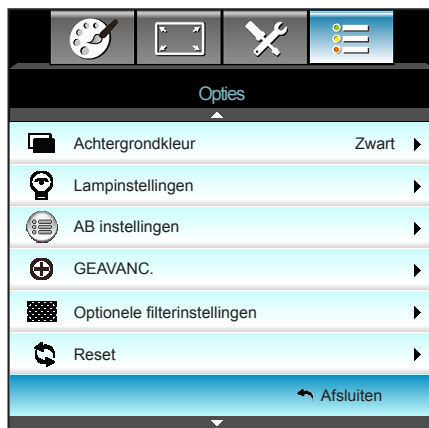 Opties
Achtergrondkleur Zwart
Lampinstellingen
AB instellingen
GEAVANC.
Optionele filterinstellingen
Reset
Afsluiten